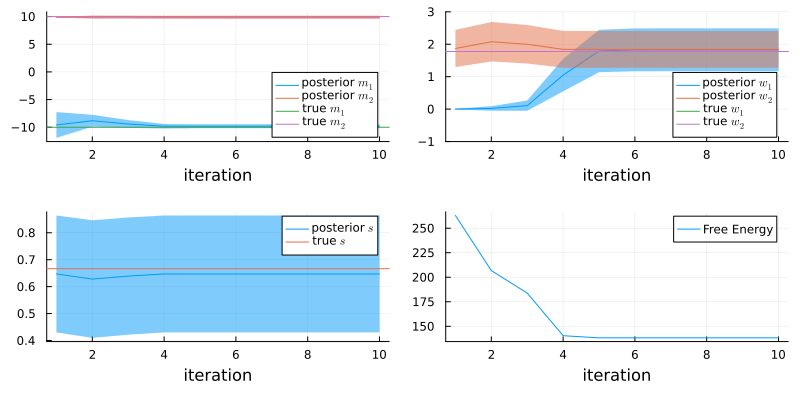 10
5
0
−5
−10
posterior m₁
posterior m₂
true m₁
true m₂
2 4 6 8 10
iteration
3
2
1
0
−1
posterior w₁
posterior w₂
true w₁
true w₂
2 4 6 8 10
iteration
0.8
0.7
0.6
0.5
0.4
posterior s
true s
2 4 6 8 10
iteration
250
225
200
175
150
Free Energy
2 4 6 8 10
iteration